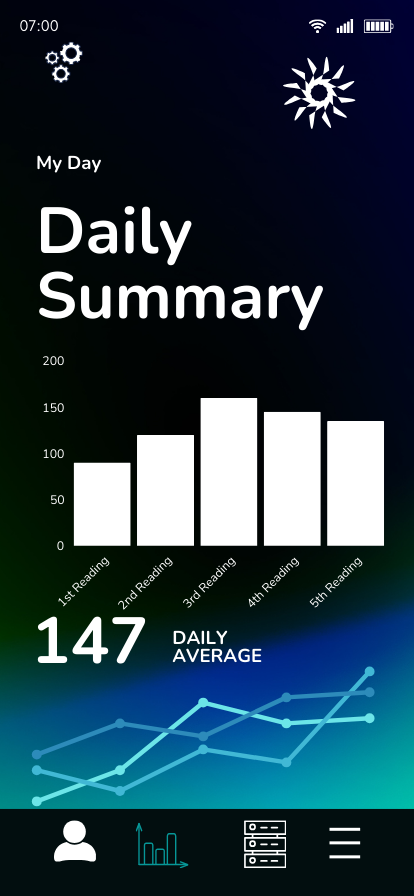 07:00
My Day
Daily
Summary
200
150
100
50
0
1st Reading
2nd Reading
3rd Reading
4th Reading
5th Reading
147
DAILY
AVERAGE